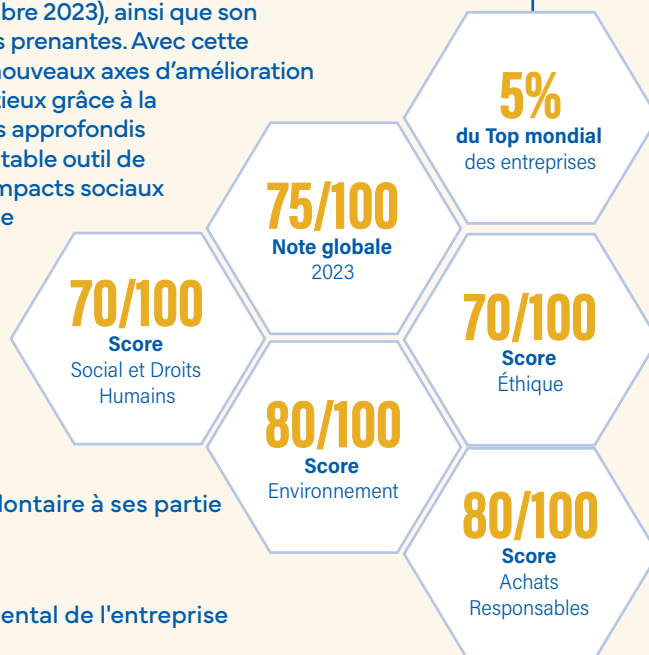 bre 2023), ainsi que son
s prenantes. Avec cette
nouveaux axes d’amélioration
tieux grâce à la
s approfondis
table outil de
mpacts sociaux
e
5%
du Top mondial
des entreprises
75/100
Note globale
2023
70/100
Score
Social et Droits
Humains
70/100
Score
Éthique
80/100
Score
Environnement
80/100
Score
Achats
Responsables
lontaire à ses partie
ental de l'entreprise